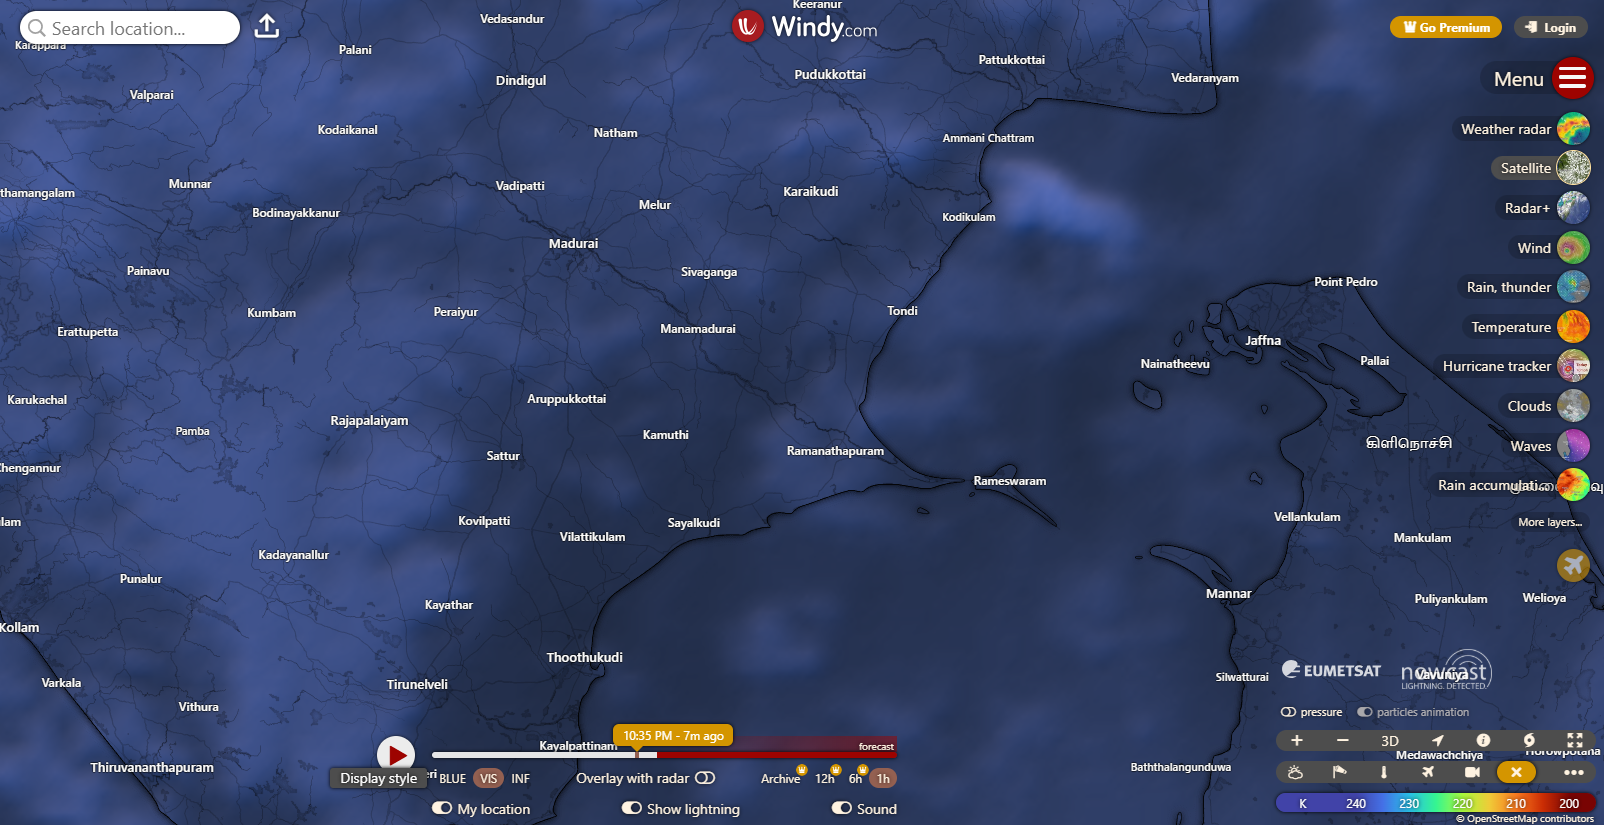 Search location...
Windy.com
Go Premium
Login
Menu
Weather radar
Satellite
Radar+
Wind
Rain, thunder
Temperature
Hurricane tracker
Clouds
Waves
Rain accumulati...
More layers...
Keeranur
Vedasandur
Karappara
Palani
Pattukkottai
Dindigul
Pudukkottai
Vedaranyam
Valparai
Kodaikanal
Natham
Ammani Chattram
Munnar
Vadipatti
Karaikudi
thamangalam
Melur
Bodinayakkanur
Kodikulam
Madurai
Painavu
Sivaganga
Point Pedro
Kumbam
Peraiyur
Tondi
Erattupetta
Manamadurai
Jaffna
Nainatheevu
Pallai
Karukachal
Aruppukkottai
Rajapalaiyam
Pamba
Kamuthi
கிளிநொச்சி
Sattur
Ramanathapuram
Chengannur
Rameswaram
Kovilpatti
Sayalkudi
Vellankulam
lam
Vilattikulam
Mankulam
Kadayanallur
Punalur
Mannar
Puliyankulam
Welioya
Kayathar
Kollam
Thoothukudi
Varkala
Tirunelveli
Silwatturai
Vavuniya
Vithura
Kayalpattinam
Thiruvananthapuram
Baththalangunduwa
Medawachchiya
Horowpotana
EUMETSAT
nowcast
LIGHTNING. DETECTED.
pressure
particles animation
10:35 PM - 7m ago
forecast
Display style
eri
BLUE
VIS
INF
Overlay with radar
Archive
12h
6h
1h
My location
Show lightning
Sound
3D
K 240 230 220 210 200
© OpenStreetMap contributors